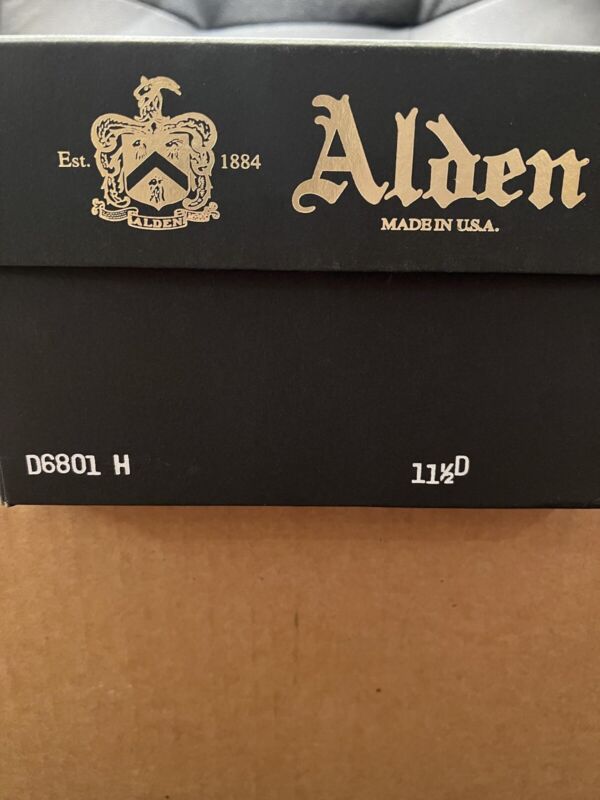 Est. 1884
ALDEN
Alden
MADE IN U.S.A.
D6801 H
11½D